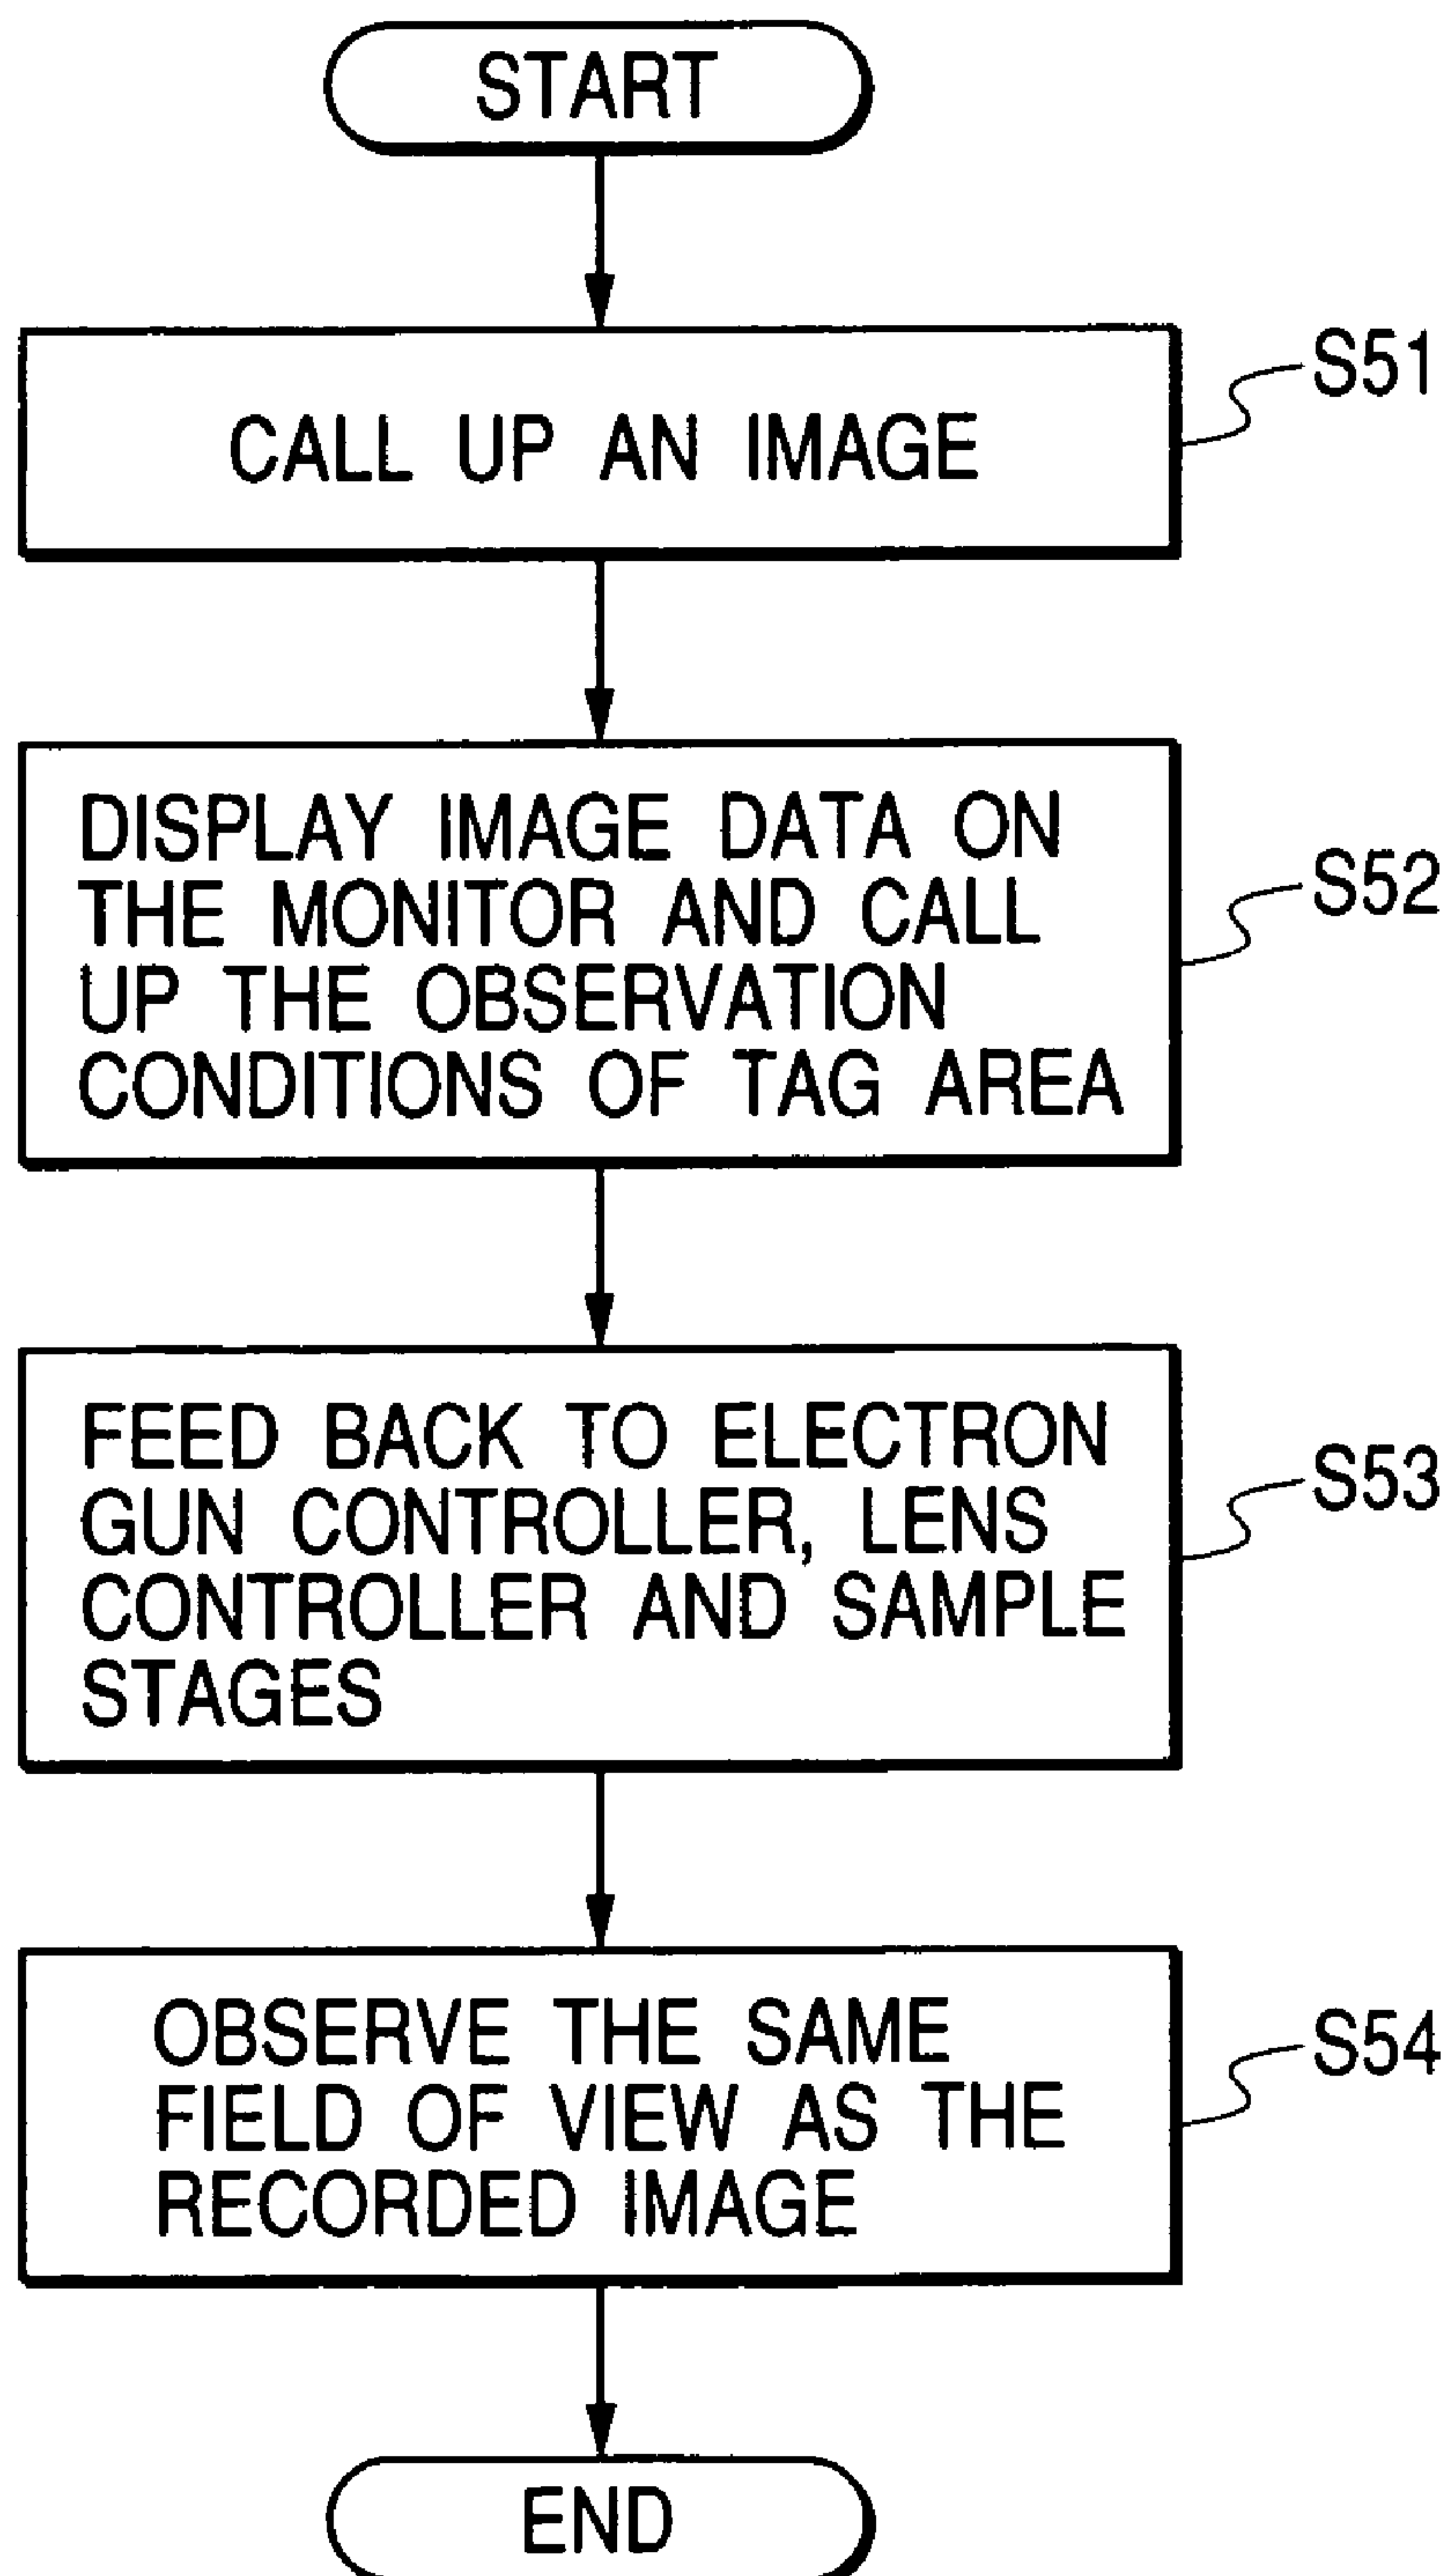 START
CALL UP AN IMAGE
S51
DISPLAY IMAGE DATA ON
THE MONITOR AND CALL
UP THE OBSERVATION
CONDITIONS OF TAG AREA
S52
FEED BACK TO ELECTRON
GUN CONTROLLER, LENS
CONTROLLER AND SAMPLE
STAGES
S53
OBSERVE THE SAME
FIELD OF VIEW AS THE
RECORDED IMAGE
S54
END